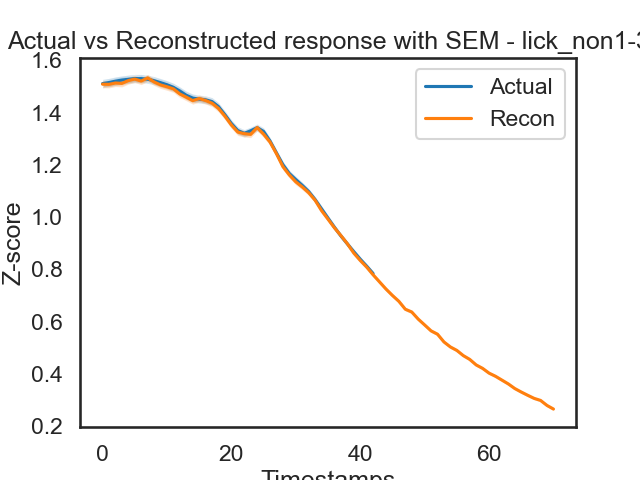 Actual vs Reconstructed response with SEM - lick_non1-3
1.6
1.4
1.2
1.0
0.8
0.6
0.4
0.2
Z-score
Actual
Recon
0 20 40 60
Timestamps